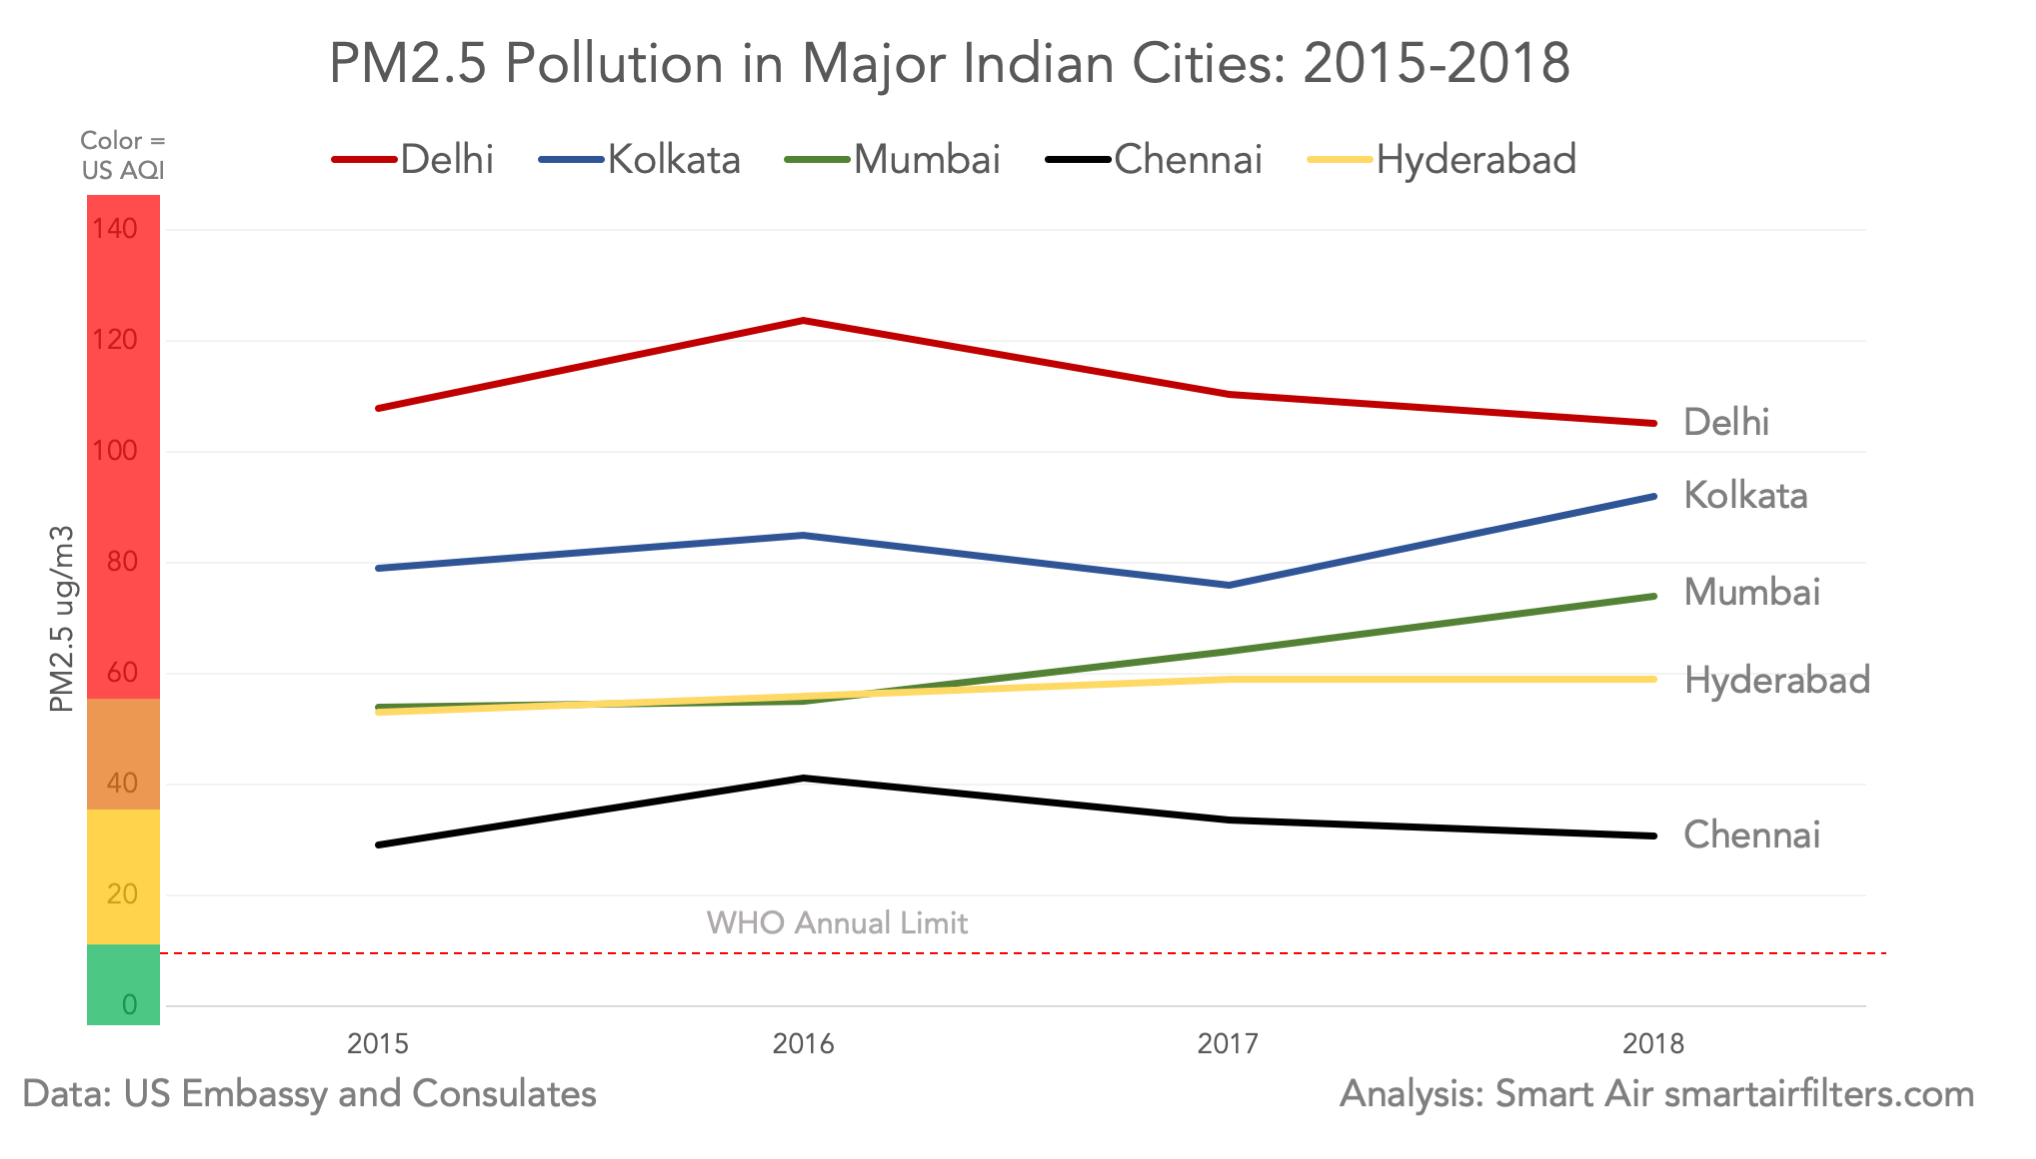 PM2.5 Pollution in Major Indian Cities: 2015-2018
Color =
US AQI
Delhi Kolkata Mumbai Chennai Hyderabad
140
120
100
80
60
40
20
0
PM2.5 ug/m3
Delhi
Kolkata
Mumbai
Hyderabad
Chennai
WHO Annual Limit
2015 2016 2017 2018
Data: US Embassy and Consulates
Analysis: Smart Air smartairfilters.com